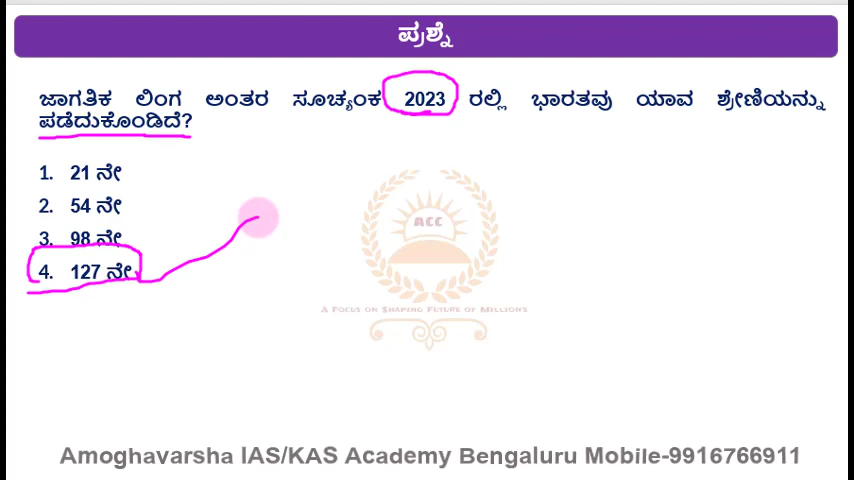 ಪ್ರಶ್ನೆ
ಜಾಗತಿಕ ಲಿಂಗ ಅಂತರ ಸೂಚ್ಯಂಕ 2023 ರಲ್ಲಿ ಭಾರತವು ಯಾವ ಶ್ರೇಣಿಯನ್ನು
ಪಡೆದುಕೊಂಡಿದೆ?
1. 21 ನೇ
2. 54 ನೇ
3. 98 ನೇ
4. 127 ನೇ
ACC
A FOCUS ON SHAPING FUTURE OF MILLIONS
Amoghavarsha IAS/KAS Academy Bengaluru Mobile-9916766911